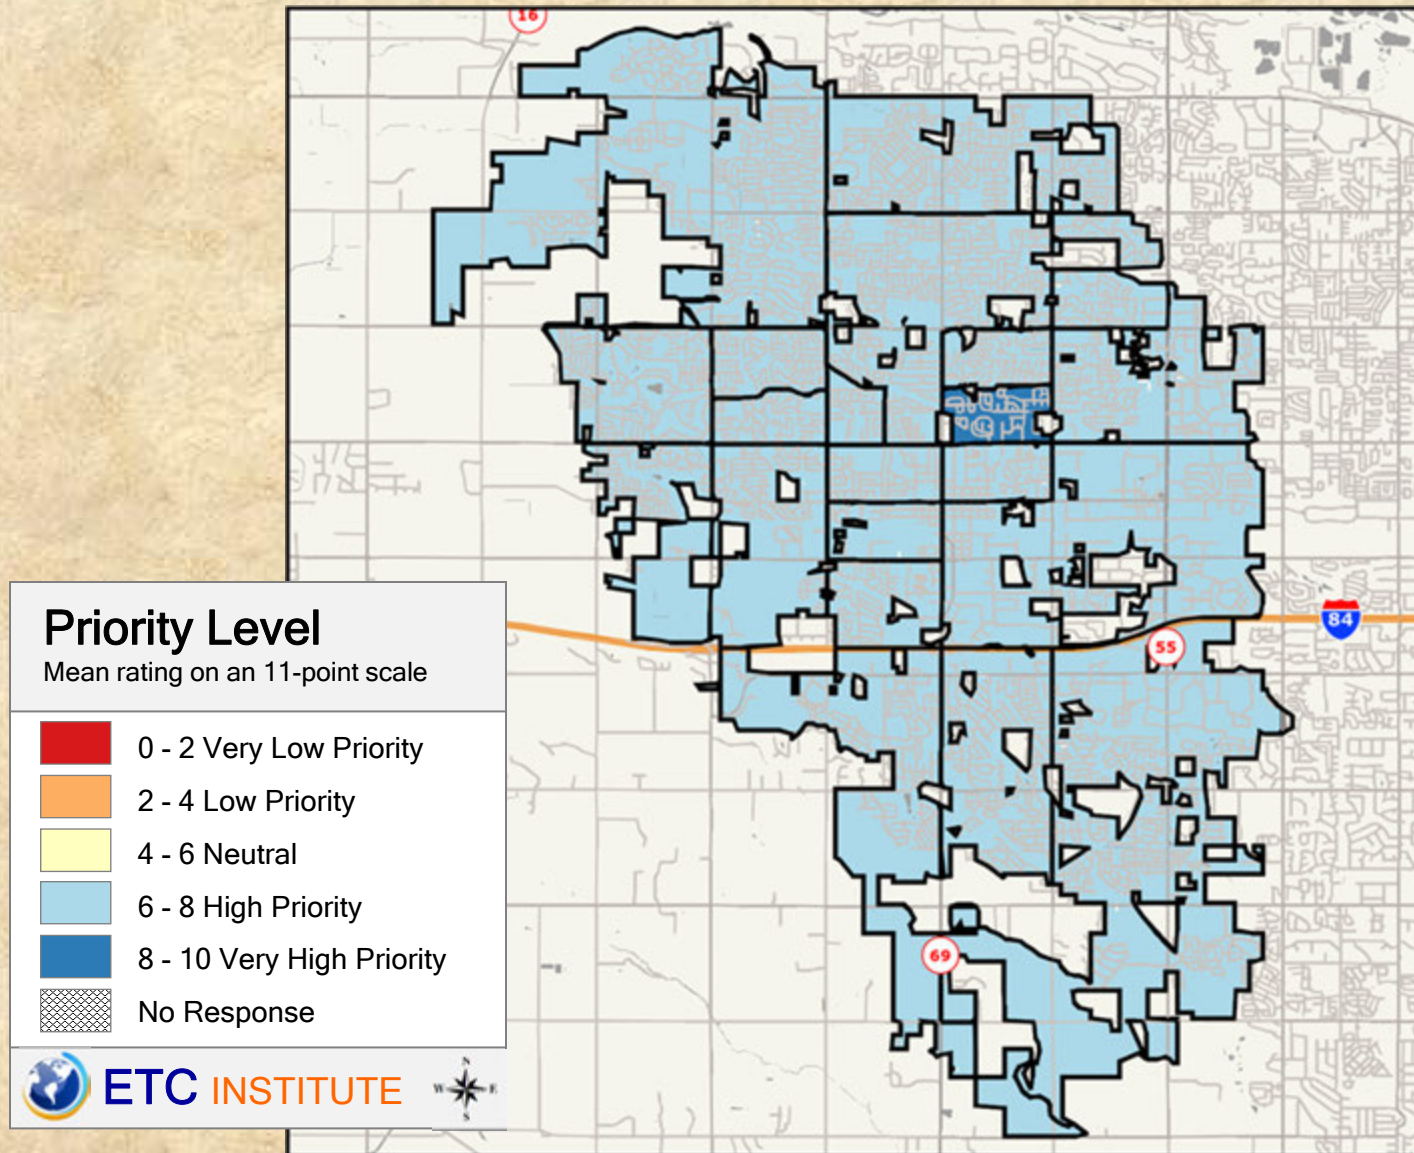 16
84
55
69
Priority Level
Mean rating on an 11-point scale
0 - 2 Very Low Priority
2 - 4 Low Priority
4 - 6 Neutral
6 - 8 High Priority
8 - 10 Very High Priority
No Response
ETC INSTITUTE
N
W E
S